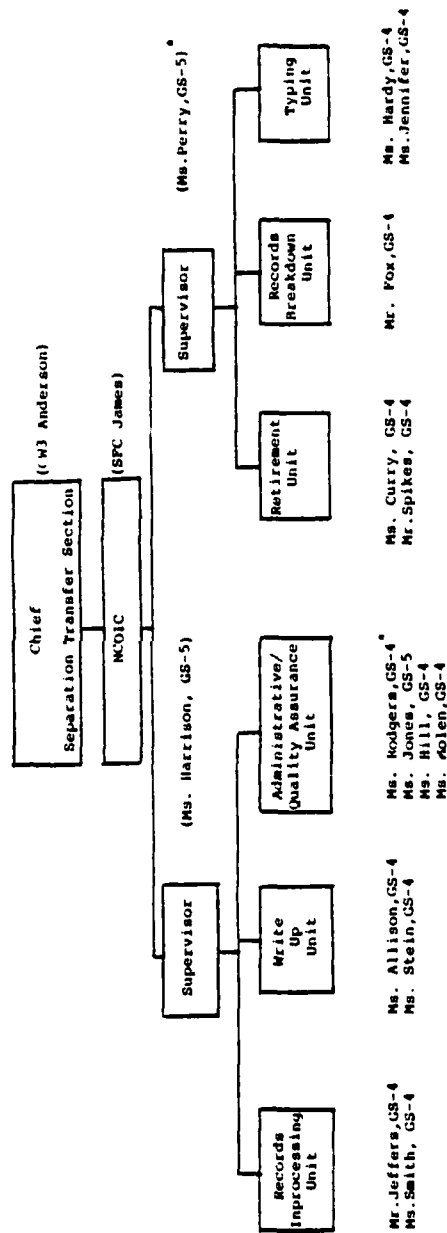 Chief
Separation Transfer Section
(CW3 Anderson)
NCOIC
(SFC James)
Supervisor
(Ms. Harrison, GS-5)
Supervisor
(Ms.Perry,GS-5)*
Records
Inprocessing
Unit
Write
Up
Unit
Administrative/
Quality Assurance
Unit
Retirement
Unit
Records
Breakdown
Unit
Typing
Unit
Mr.Jeffers,GS-4
Ms.Smith, GS-4
Ms. Allison,GS-4
Ms. Stein,GS-4
Ms. Rodgers,GS-4*
Ms. Jones, GS-5
Ms. Hill, GS-4
Ms. GS-4
Ms. Curry, GS-4
Mr.Spikes, GS-4
Mr. Fox,GS-4
Ms. Hardy,GS-4
Ms.Jennifer,GS-4